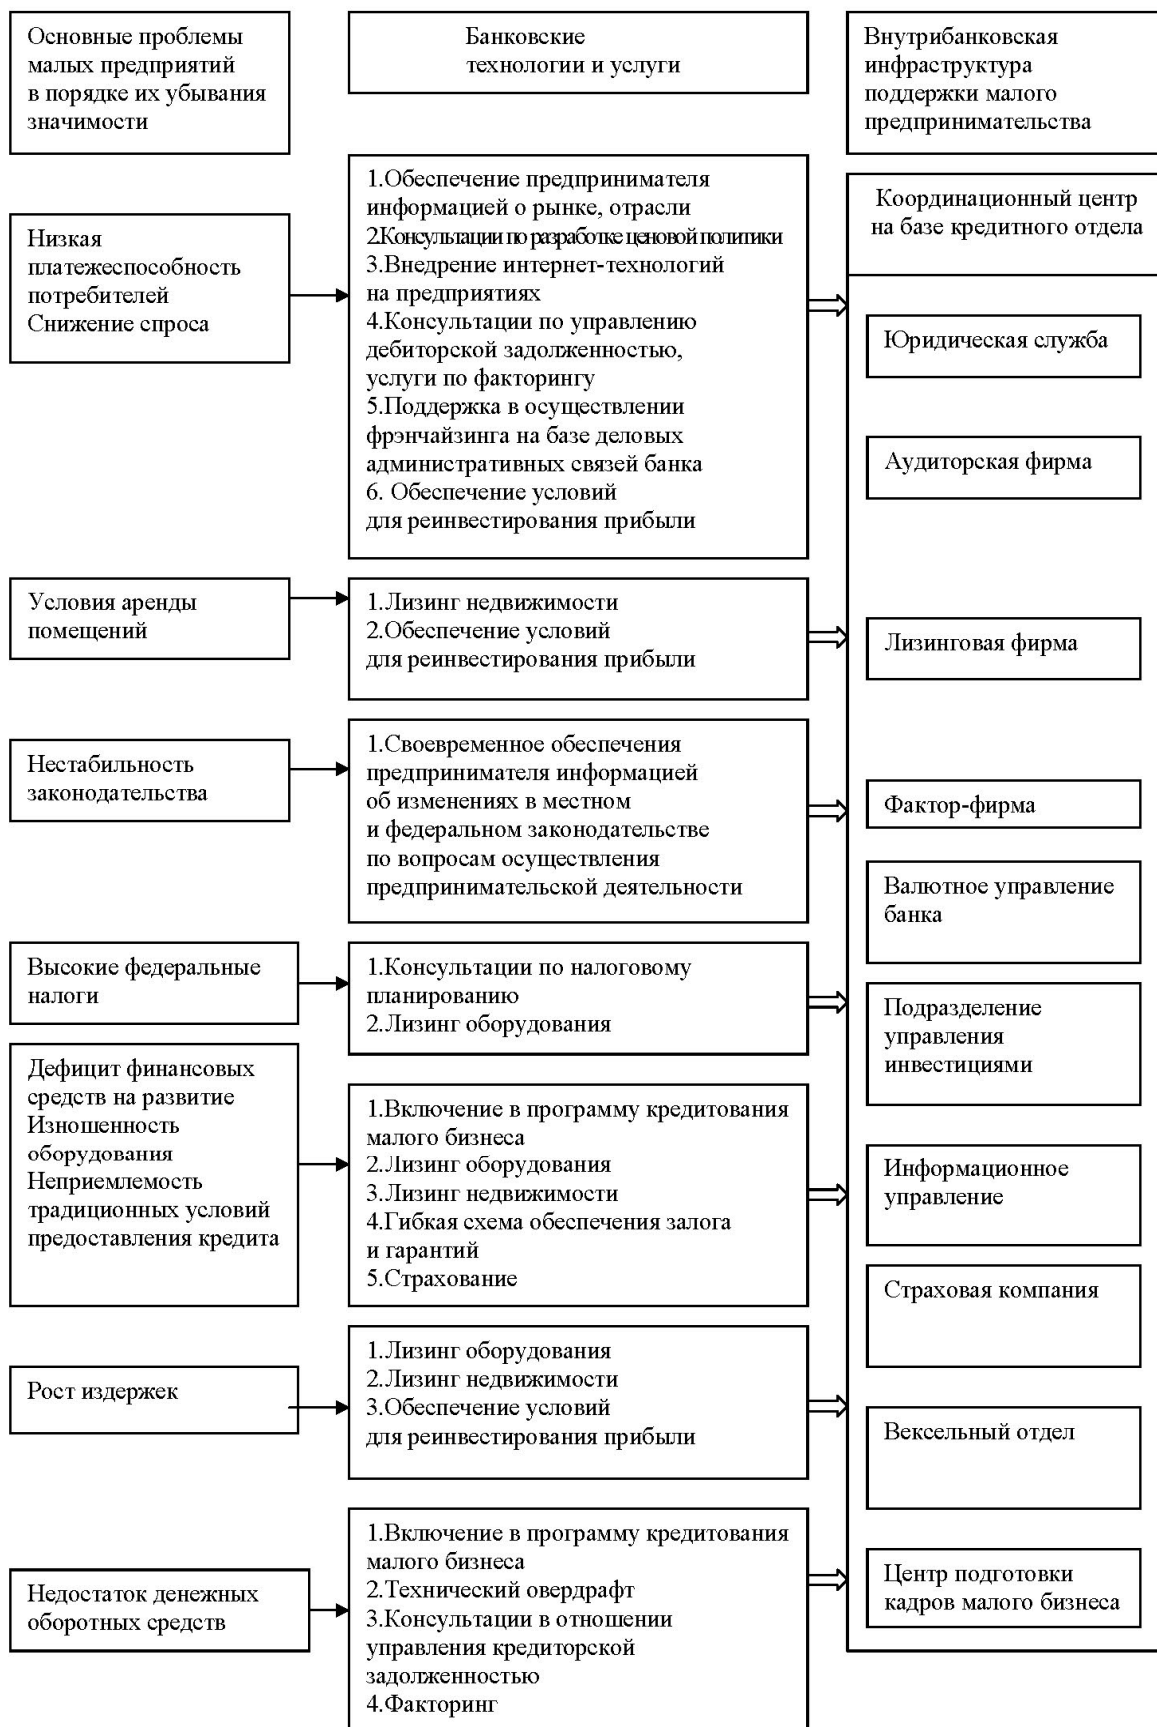 Основные проблемы
малых предприятий
в порядке их убывания
значимости
Банковские
технологии и услуги
Внутрибанковская
инфраструктура
поддержки малого
предпринимательства
Низкая
платежеспособность
потребителей
Снижение спроса
1.Обеспечение предпринимателя
информацией о рынке, отрасли
2.Консультации по разработке ценовой политики
3.Внедрение интернет-технологий
на предприятиях
4.Консультации по управлению
дебиторской задолженностью,
услуги по факторингу
5.Поддержка в осуществлении
фрэнчайзинга на базе деловых
административных связей банка
6. Обеспечение условий
для реинвестирования прибыли
Условия аренды
помещений
1.Лизинг недвижимости
2.Обеспечение условий
для реинвестирования прибыли
Нестабильность
законодательства
1.Своевременное обеспечения
предпринимателя информацией
об изменениях в местном
и федеральном законодательстве
по вопросам осуществления
предпринимательской деятельности
Высокие федеральные
налоги
1.Консультации по налоговому
планированию
2.Лизинг оборудования
Дефицит финансовых
средств на развитие
Изношенность
оборудования
Неприемлемость
традиционных условий
предоставления кредита
1.Включение в программу кредитования
малого бизнеса
2.Лизинг оборудования
3.Лизинг недвижимости
4.Гибкая схема обеспечения залога
и гарантий
5.Страхование
Рост издержек
1.Лизинг оборудования
2.Лизинг недвижимости
3.Обеспечение условий
для реинвестирования прибыли
Недостаток денежных
оборотных средств
1.Включение в программу кредитования
малого бизнеса
2.Технический овердрафт
3.Консультации в отношении
управления кредиторской
задолженностью
4.Факторинг
Координационный центр
на базе кредитного отдела
Юридическая служба
Аудиторская фирма
Лизинговая фирма
Фактор-фирма
Валютное управление
банка
Подразделение
управления
инвестициями
Информационное
управление
Страховая компания
Вексельный отдел
Центр подготовки
кадров малого бизнеса